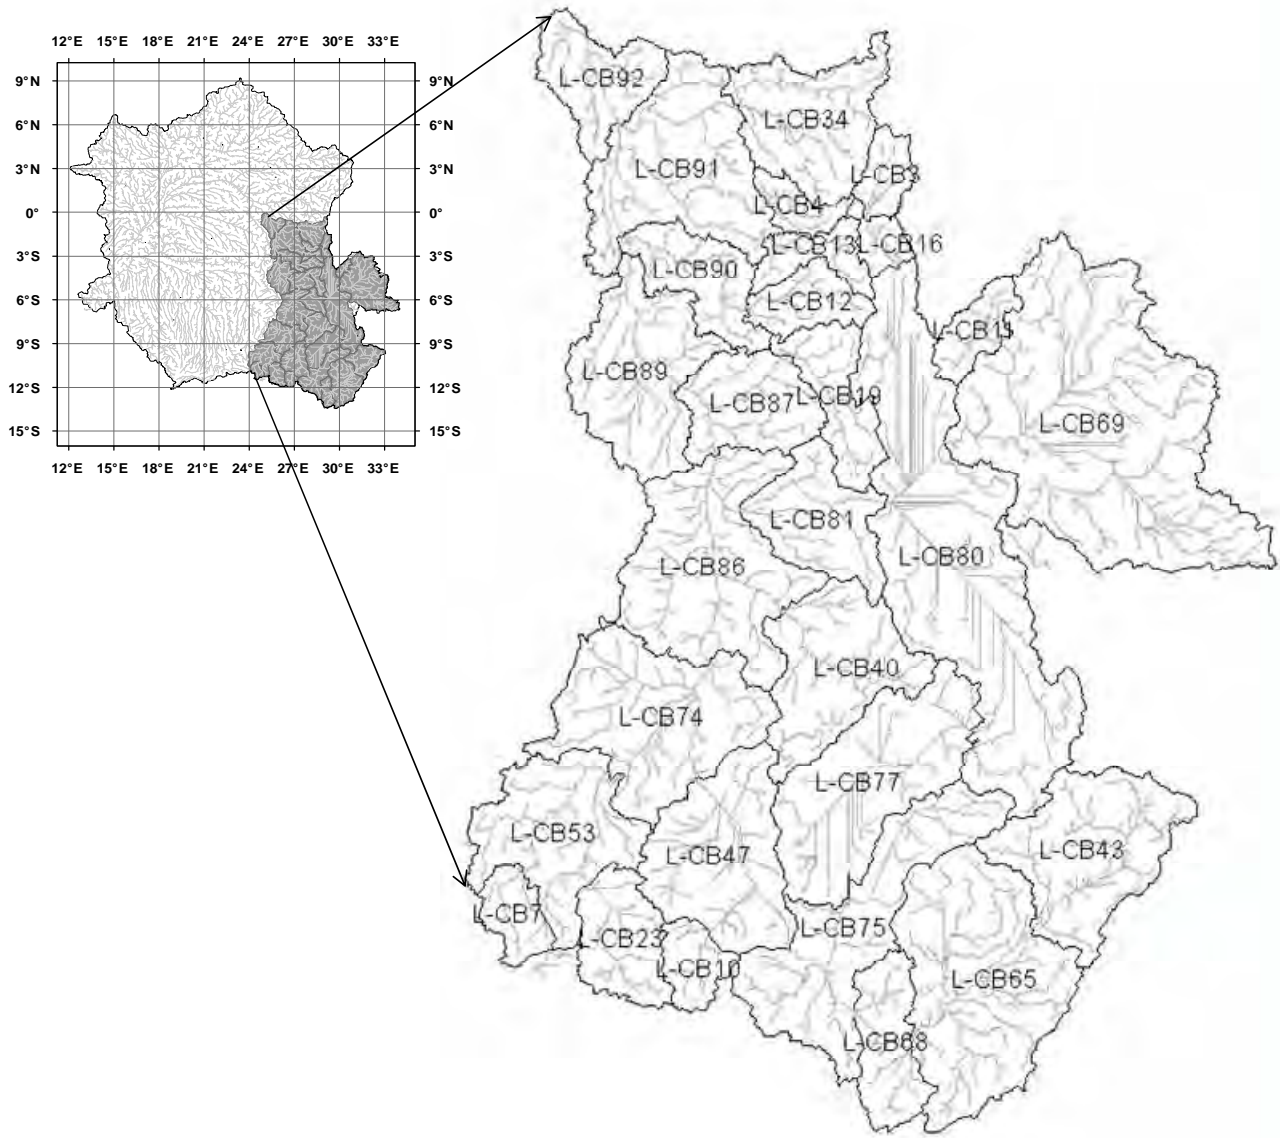 12°E 15°E 18°E 21°E 24°E 27°E 30°E 33°E
9°N 9°N
6°N 6°N
3°N 3°N
0° 0°
3°S 3°S
6°S 6°S
9°S 9°S
12°S 12°S
15°S 15°S
12°E 15°E 18°E 21°E 24°E 27°E 30°E 33°E
L-CB92
L-CB34
L-CB91
L-CB3
L-CB4
L-CB13
L-CB16
L-CB90
L-CB12
L-CB11
L-CB89
L-CB87
L-CB19
L-CB69
L-CB81
L-CB80
L-CB86
L-CB40
L-CB74
L-CB77
L-CB53
L-CB47
L-CB43
L-CB7
L-CB23
L-CB75
L-CB10
L-CB65
L-CB68